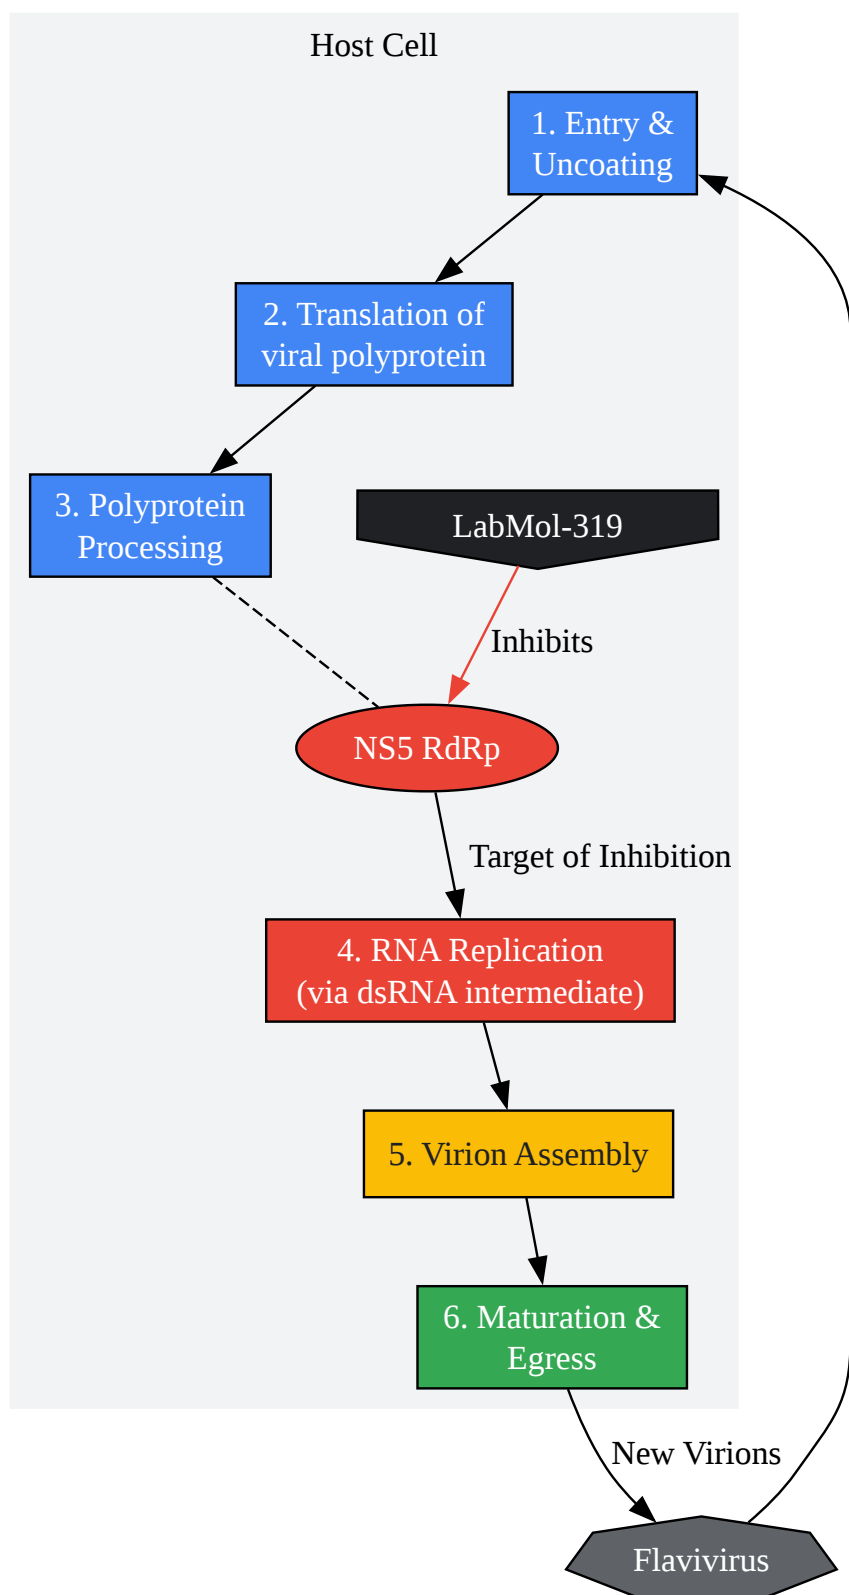 Host Cell
1. Entry &
Uncoating
2. Translation of
viral polyprotein
3. Polyprotein
Processing
LabMol-319
Inhibits
NS5 RdRp
Target of Inhibition
4. RNA Replication
(via dsRNA intermediate)
5. Virion Assembly
6. Maturation &
Egress
New Virions
Flavivirus